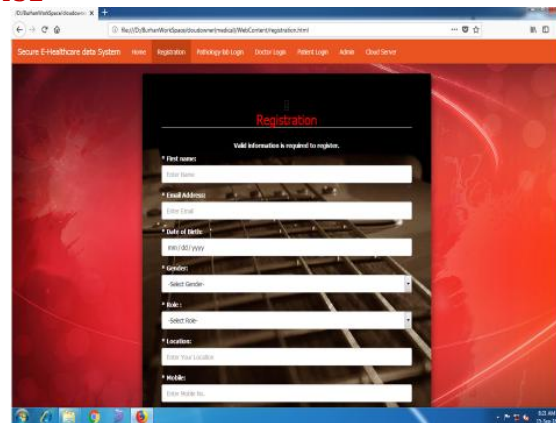 Secure E-Healthcare data System Home Registration Pathology-lab Login Doctor Login Patient Login Admin Cloud Server
Registration
Valid information is required to register.
* First name:
Enter Name
* Email Address:
Enter Email
* Date of Birth:
mm/dd/yyyy
* Gender:
-Select Gender-
* Role :
-Select Role-
* Location:
Enter Your Location
* Mobile:
Enter Mobile No.